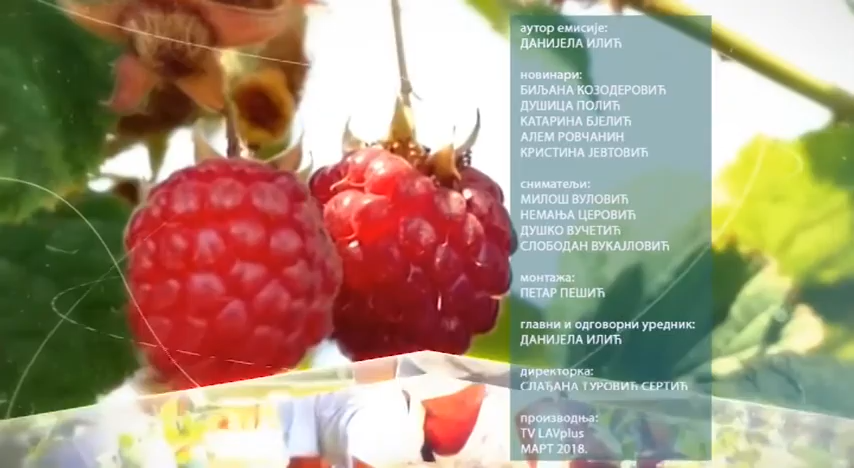 аутор емисије:
ДАНИЈЕЛА ИЛИЋ
новинари:
БИЉАНА КОЗОДЕРОВИЋ
ДУШИЦА ПОЛИЋ
КАТАРИНА БЈЕЛИЋ
АЛЕМ РОВЧАНИН
КРИСТИНА ЈЕВТОВИЋ
сниматељи:
МИЛОШ ВУЛОВИЋ
НЕМАЊА ЦЕРОВИЋ
ДУШКО ВУЧЕТИЋ
СЛОБОДАН ВУКАЈЛОВИЋ
монтажа:
ПЕТАР ПЕШИЋ
главни и одговорни уредник:
ДАНИЈЕЛА ИЛИЋ
директорка:
СЛАЂАНА ТУРОВИЋ СЕРТИЋ
производња:
TV LAVplus
МАРТ 2018.